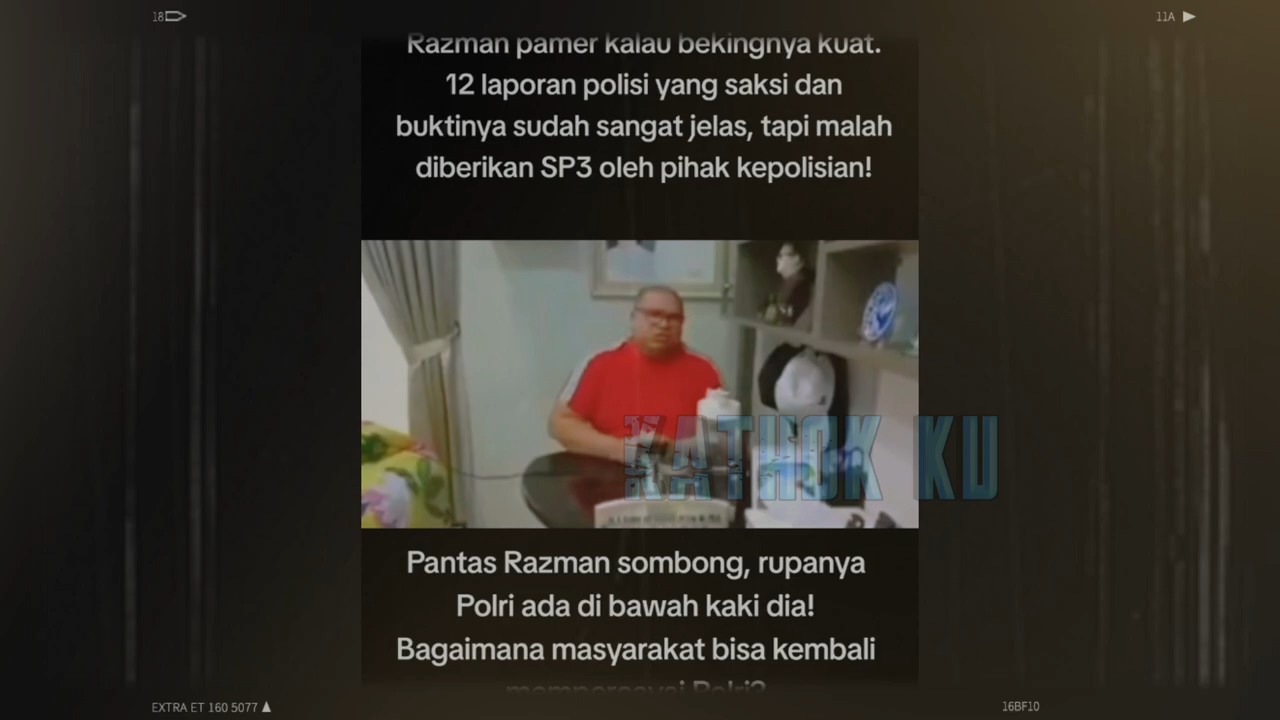 18
11A
Razman pamer kalau bekingnya kuat.
12 laporan polisi yang saksi dan
buktinya sudah sangat jelas, tapi malah
diberikan SP3 oleh pihak kepolisian!
KATHOK KU
Pantas Razman sombong, rupanya
Polri ada di bawah kaki dia!
Bagaimana masyarakat bisa kembali
mempercayai Polri?
EXTRA ET 160 5077
16BF10